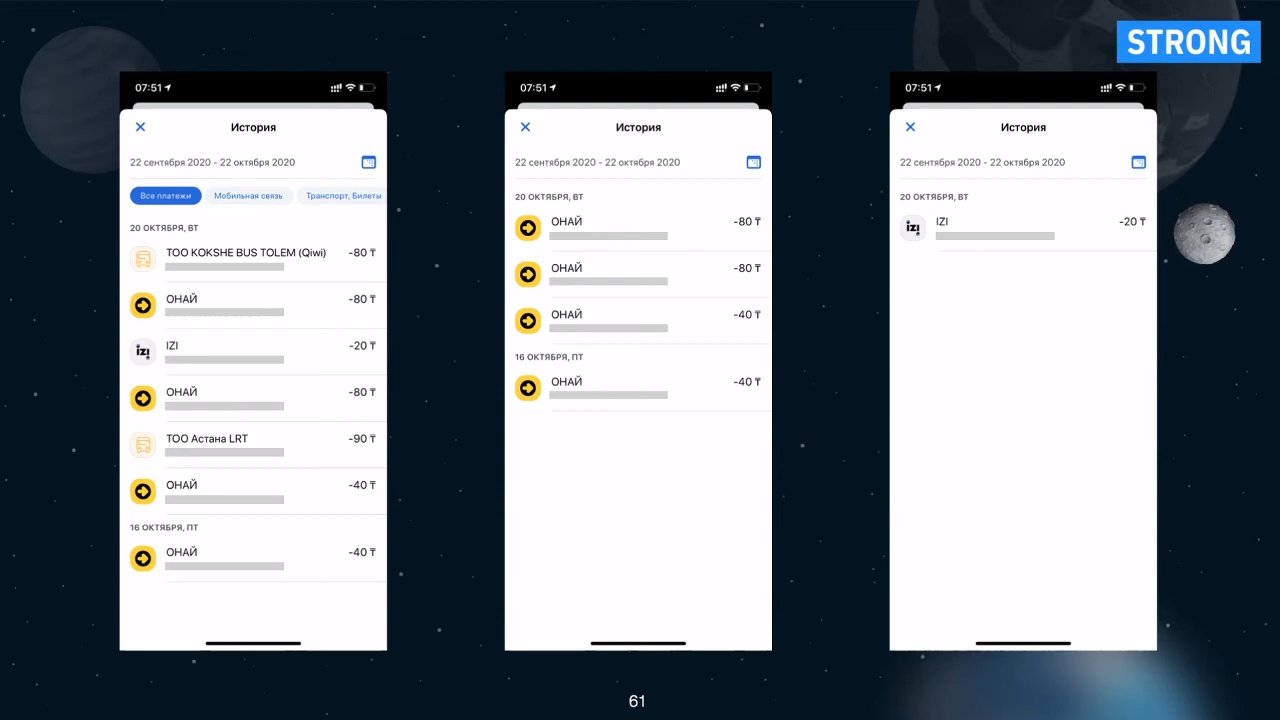 STRONG
07:51
История
22 сентября 2020 - 22 октября 2020
Все платежи
Мобильная связь
Транспорт, Билеты
20 ОКТЯБРЯ, ВТ
ТОО KOKSHE BUS TOLEM (Qiwi)
-80 ₸
ОНАЙ
-80 ₸
IZI
izi
-20 ₸
ОНАЙ
-80 ₸
ТОО Астана LRT
-90 ₸
ОНАЙ
-40 ₸
16 ОКТЯБРЯ, ПТ
ОНАЙ
-40 ₸
07:51
История
22 сентября 2020 - 22 октября 2020
20 ОКТЯБРЯ, ВТ
ОНАЙ
-80 ₸
ОНАЙ
-80 ₸
ОНАЙ
-40 ₸
16 ОКТЯБРЯ, ПТ
ОНАЙ
-40 ₸
07:51
История
22 сентября 2020 - 22 октября 2020
20 ОКТЯБРЯ, ВТ
IZI
izi
-20 ₸
61